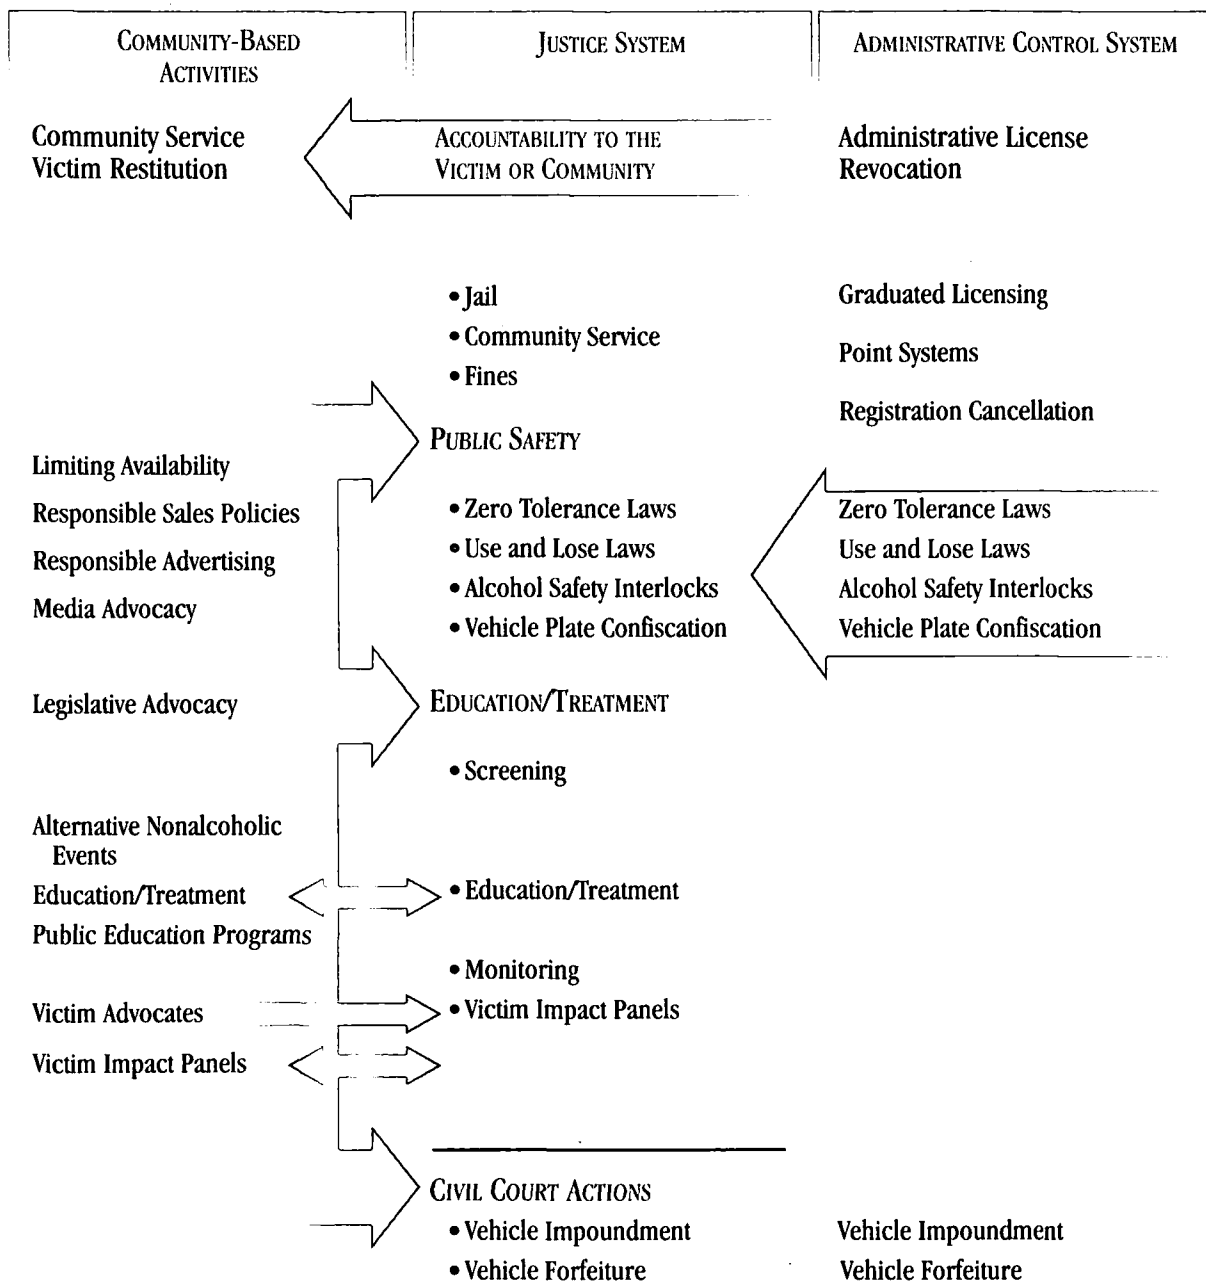 COMMUNITY-BASED
ACTIVITIES
JUSTICE SYSTEM
ADMINISTRATIVE CONTROL SYSTEM
Community Service
Victim Restitution
ACCOUNTABILITY TO THE
VICTIM OR COMMUNITY
Administrative License
Revocation
• Jail
• Community Service
• Fines
Graduated Licensing
Point Systems
Registration Cancellation
PUBLIC SAFETY
Limiting Availability
Responsible Sales Policies
Responsible Advertising
Media Advocacy
• Zero Tolerance Laws
• Use and Lose Laws
• Alcohol Safety Interlocks
• Vehicle Plate Confiscation
Zero Tolerance Laws
Use and Lose Laws
Alcohol Safety Interlocks
Vehicle Plate Confiscation
Legislative Advocacy
EDUCATION/TREATMENT
• Screening
Alternative Nonalcoholic
Events
Education/Treatment
Public Education Programs
• Education/Treatment
• Monitoring
Victim Advocates
• Victim Impact Panels
Victim Impact Panels
CIVIL COURT ACTIONS
• Vehicle Impoundment
• Vehicle Forfeiture
Vehicle Impoundment
Vehicle Forfeiture